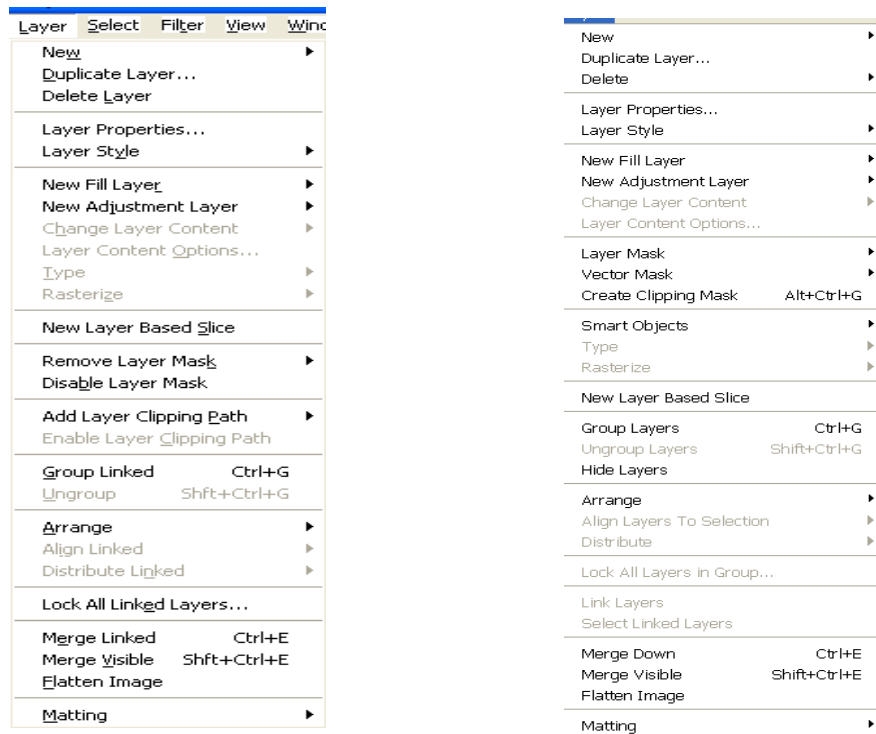 Layer Select Filter View Wind
New
Duplicate Layer...
Delete Layer
Layer Properties...
Layer Style
New Fill Layer
New Adjustment Layer
Change Layer Content
Layer Content Options...
Type
Rasterize
New Layer Based Slice
Remove Layer Mask
Disable Layer Mask
Add Layer Clipping Path
Enable Layer Clipping Path
Group Linked Ctrl+G
Ungroup Shft+Ctrl+G
Arrange
Align Linked
Distribute Linked
Lock All Linked Layers...
Merge Linked Ctrl+E
Merge Visible Shft+Ctrl+E
Flatten Image
Matting
New
Duplicate Layer...
Delete
Layer Properties...
Layer Style
New Fill Layer
New Adjustment Layer
Change Layer Content
Layer Content Options...
Layer Mask
Vector Mask
Create Clipping Mask Alt+Ctrl+G
Smart Objects
Type
Rasterize
New Layer Based Slice
Group Layers Ctrl+G
Ungroup Layers Shift+Ctrl+G
Hide Layers
Arrange
Align Layers To Selection
Distribute
Lock All Layers in Group...
Link Layers
Select Linked Layers
Merge Down Ctrl+E
Merge Visible Shift+Ctrl+E
Flatten Image
Matting